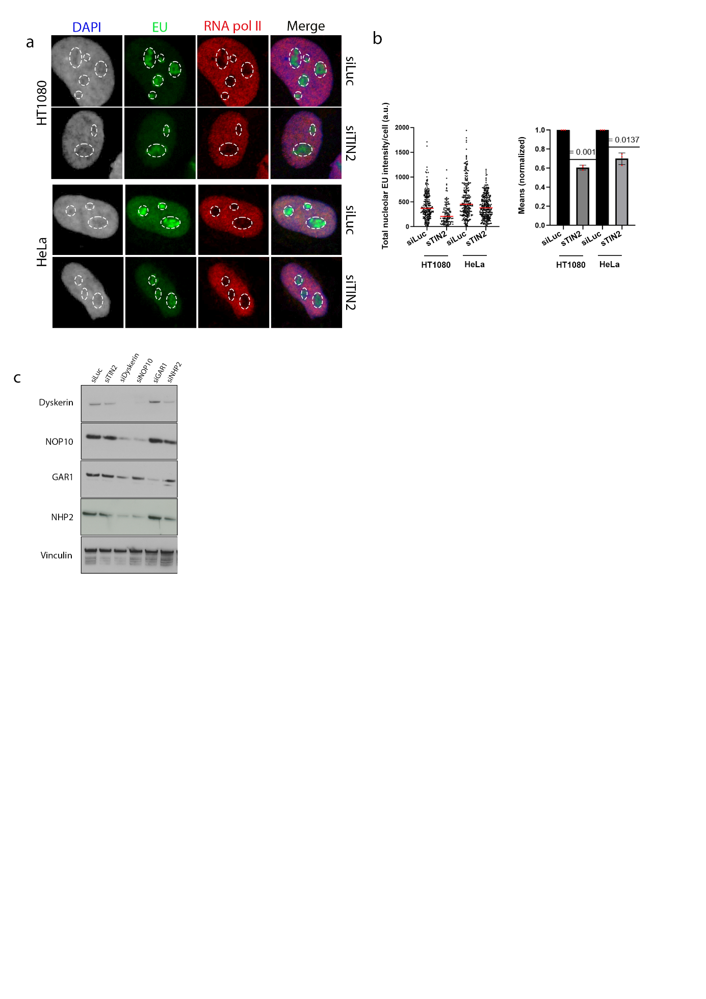 a
DAPI EU RNA pol II Merge
HT1080
siLuc
siTIN2
HeLa
siLuc
siTIN2
b
Total nucleolar EU intensity/cell (a.u.)
2000
1500
1000
500
0
siLuc sTIN2 siLuc sTIN2
HT1080 HeLa
Means (normalized)
1.0
0.8
0.6
0.4
0.2
0.0
= 0.001
= 0.0137
siLuc sTIN2 siLuc sTIN2
HT1080 HeLa
c
siLuc siTIN2 siDyskerin siNOP10 siGAR1 siNHP2
Dyskerin
NOP10
GAR1
NHP2
Vinculin